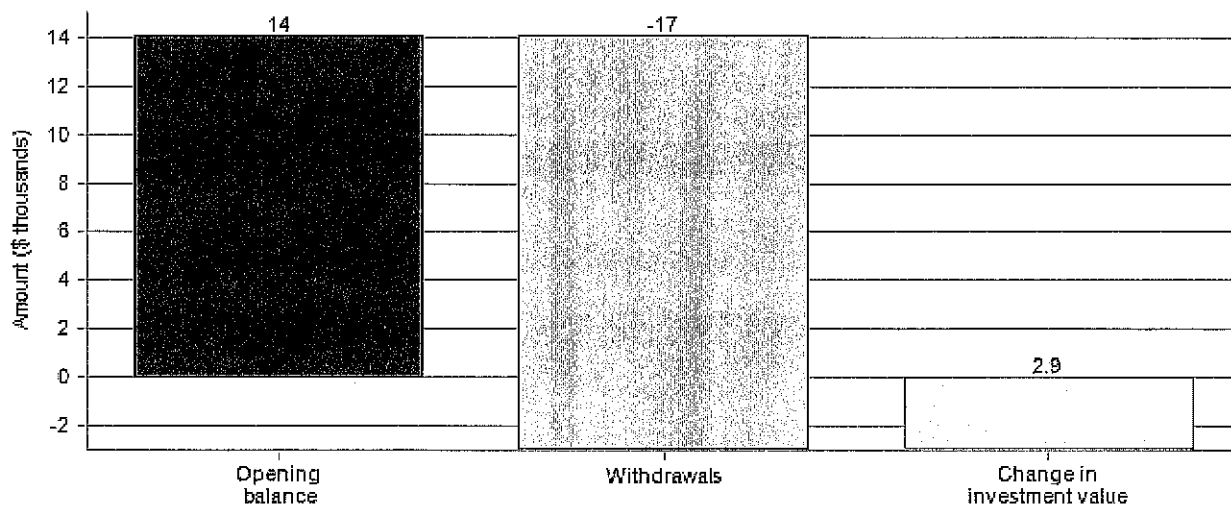 14
-17
14
12
10
8
6
4
2
0
-2
2.9
Amount ($ thousands)
Opening
balance
Withdrawals
Change in
investment value